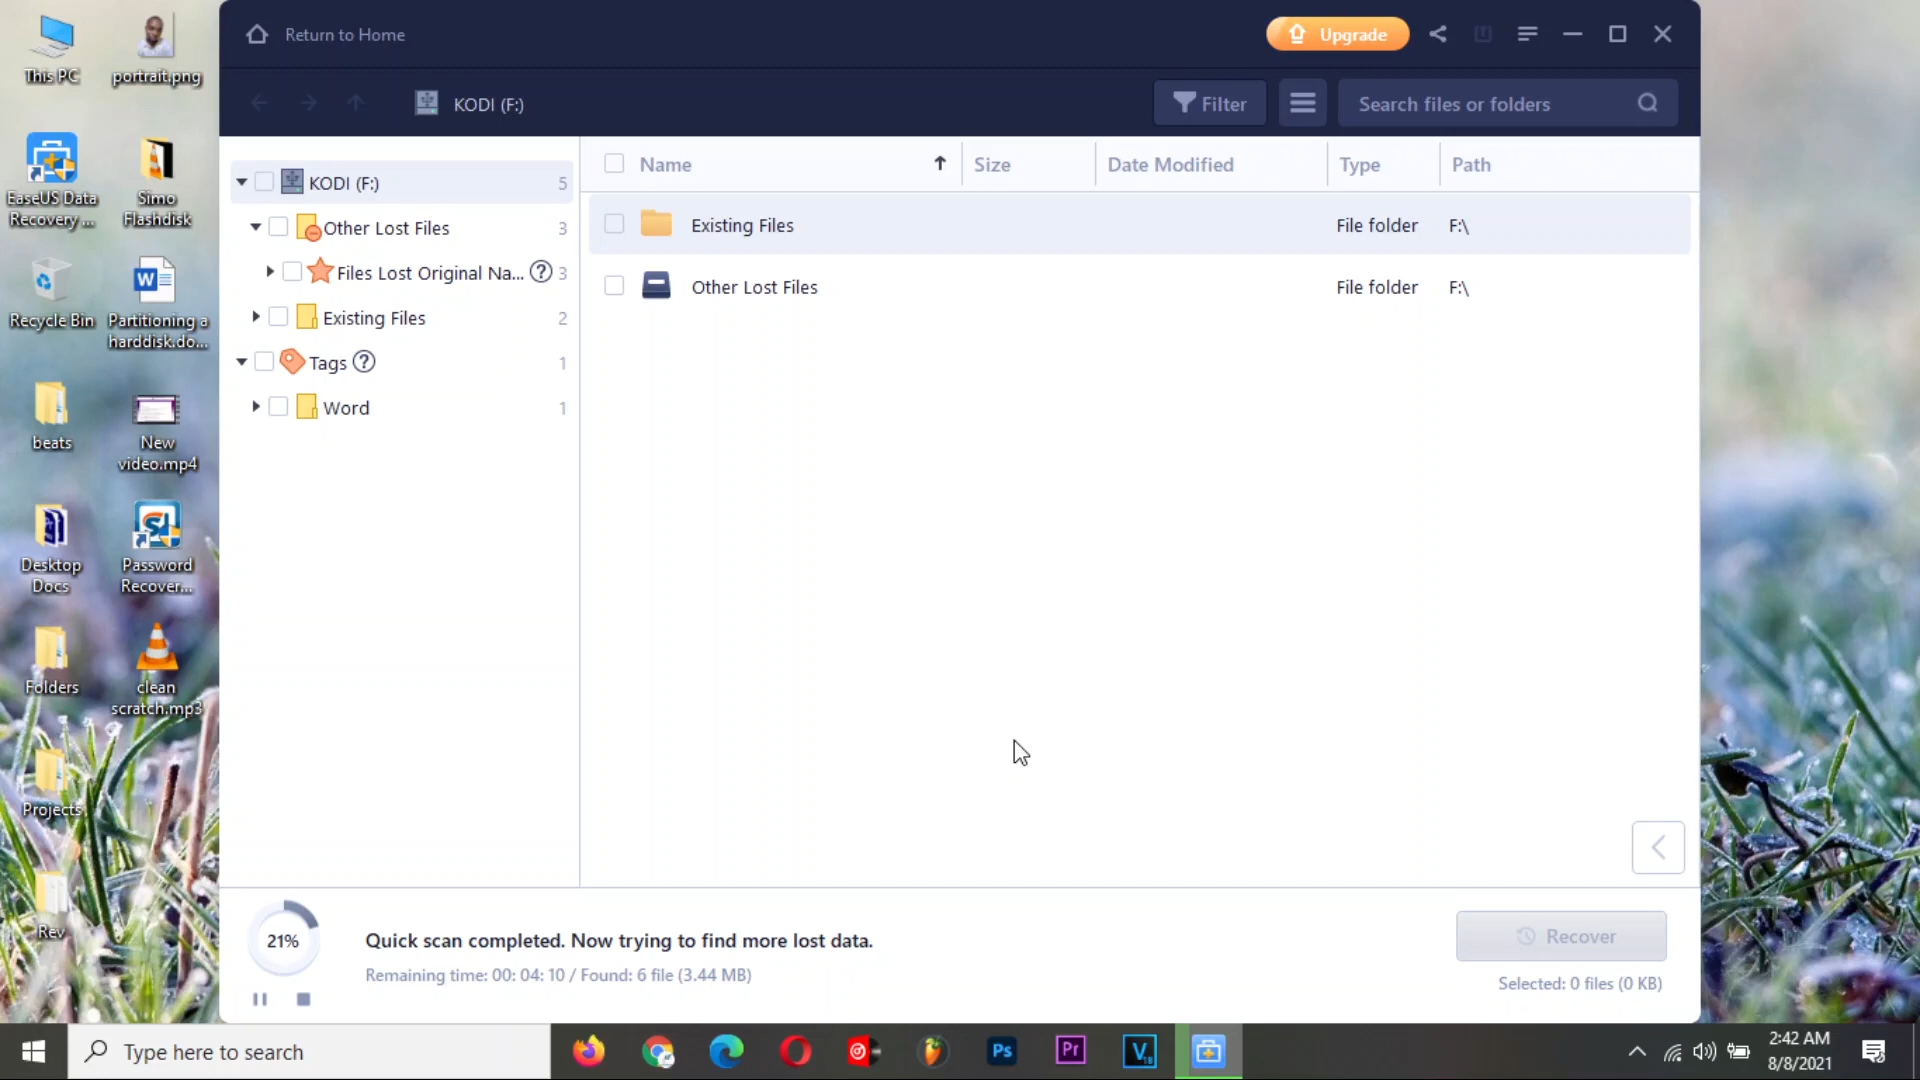 This PC
portrait.png
EaseUS Data
Recovery ...
Simo
Flashdisk
Recycle Bin
Partitioning a
harddisk.do...
beats
New
video.mp4
Desktop
Docs
Password
Recover...
Folders
clean
scratch.mp3
Projects
Rev
Return to Home
Upgrade
KODI (F:)
Filter
Search files or folders
KODI (F:) 5
Other Lost Files 3
Files Lost Original Na... ? 3
Existing Files 2
Tags ? 1
Word 1
Name Size Date Modified Type Path
Existing Files File folder F:\
Other Lost Files File folder F:\
21%
Quick scan completed. Now trying to find more lost data.
Remaining time: 00: 04: 10 / Found: 6 file (3.44 MB)
Recover
Selected: 0 files (0 KB)
Type here to search
Ps
Pr
V
2:42 AM
8/8/2021